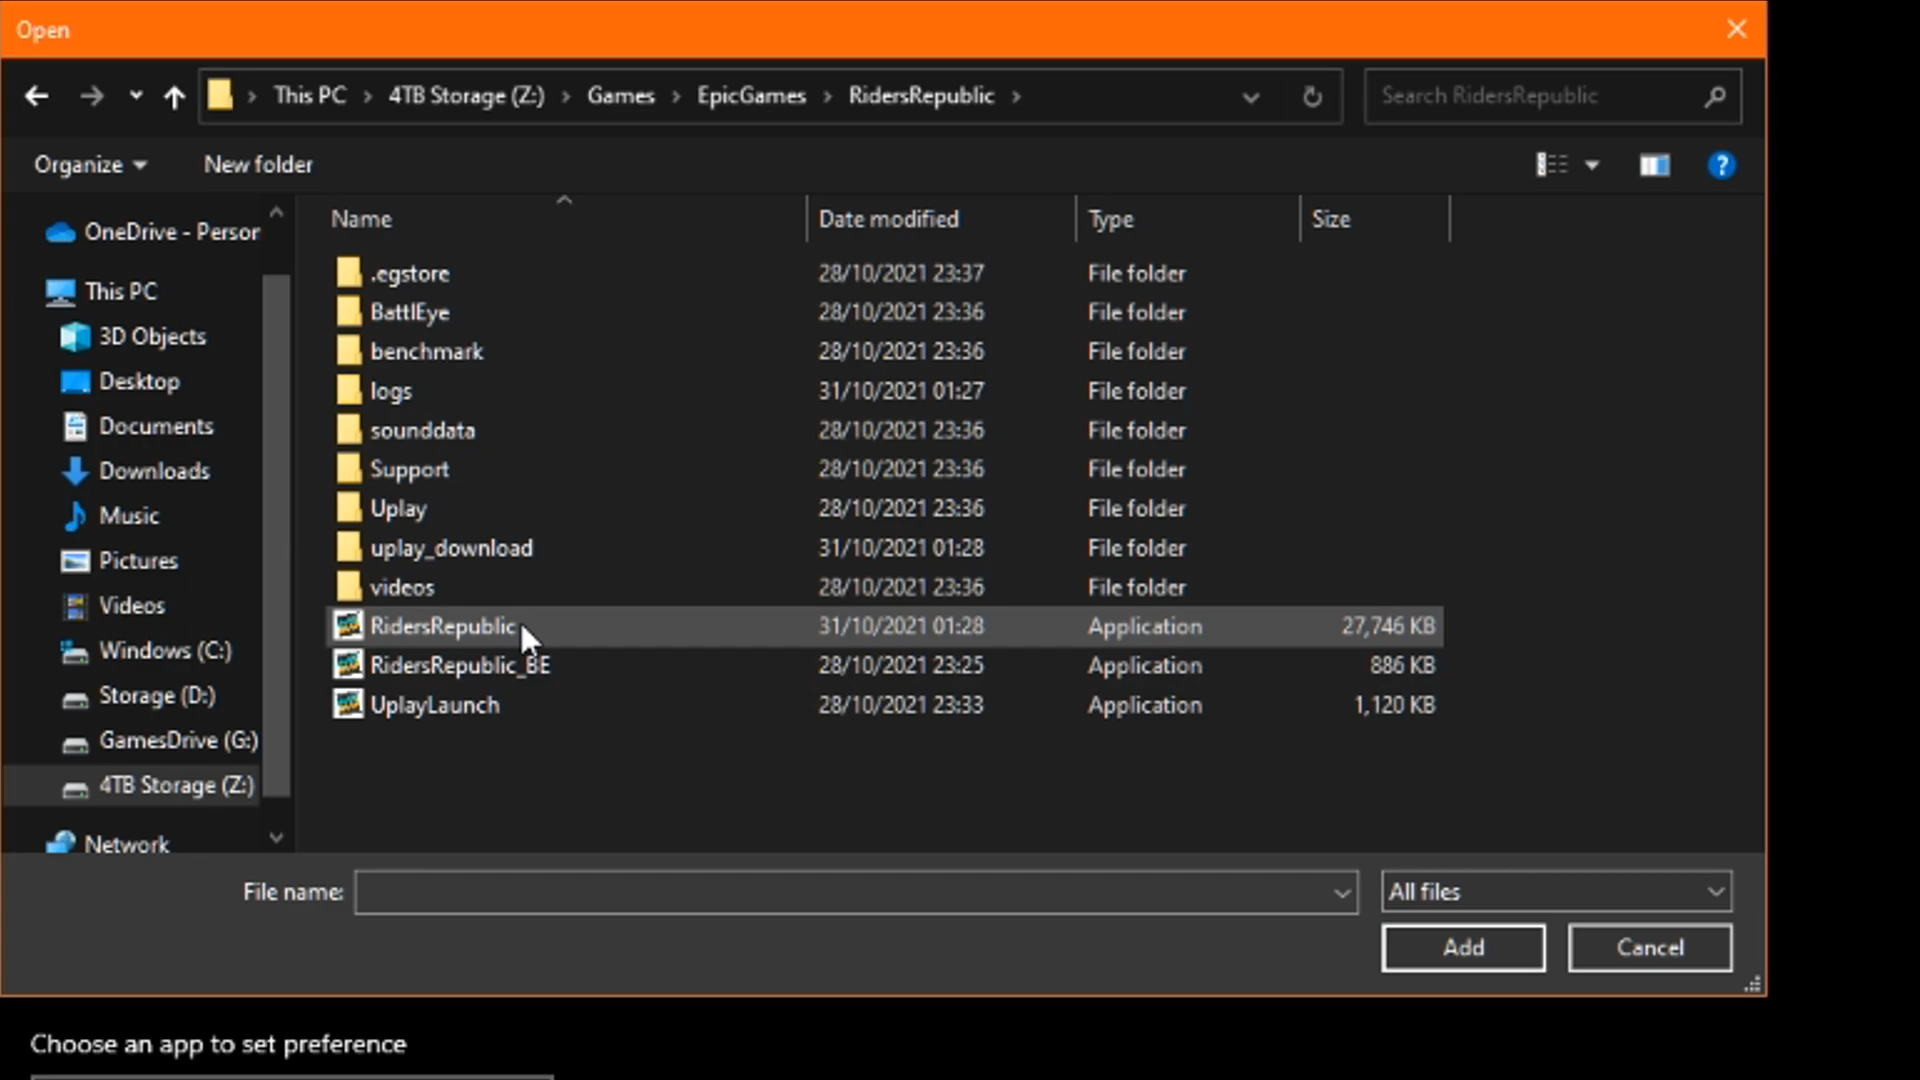 Open
This PC 4TB Storage (Z:) Games EpicGames RidersRepublic Search RidersRepublic
Organize New folder ?
Name Date modified Type Size
OneDrive - Person
This PC
3D Objects
Desktop
Documents
Downloads
Music
Pictures
Videos
Windows (C:)
Storage (D:)
GamesDrive (G:)
4TB Storage (Z:)
Network
.egstore 28/10/2021 23:37 File folder
BattlEye 28/10/2021 23:36 File folder
benchmark 28/10/2021 23:36 File folder
logs 31/10/2021 01:27 File folder
sounddata 28/10/2021 23:36 File folder
Support 28/10/2021 23:36 File folder
Uplay 28/10/2021 23:36 File folder
uplay_download 31/10/2021 01:28 File folder
videos 28/10/2021 23:36 File folder
RidersRepublic 31/10/2021 01:28 Application 27,746 KB
RidersRepublic_BE 28/10/2021 23:25 Application 886 KB
UplayLaunch 28/10/2021 23:33 Application 1,120 KB
File name: All files
Add Cancel
Choose an app to set preference